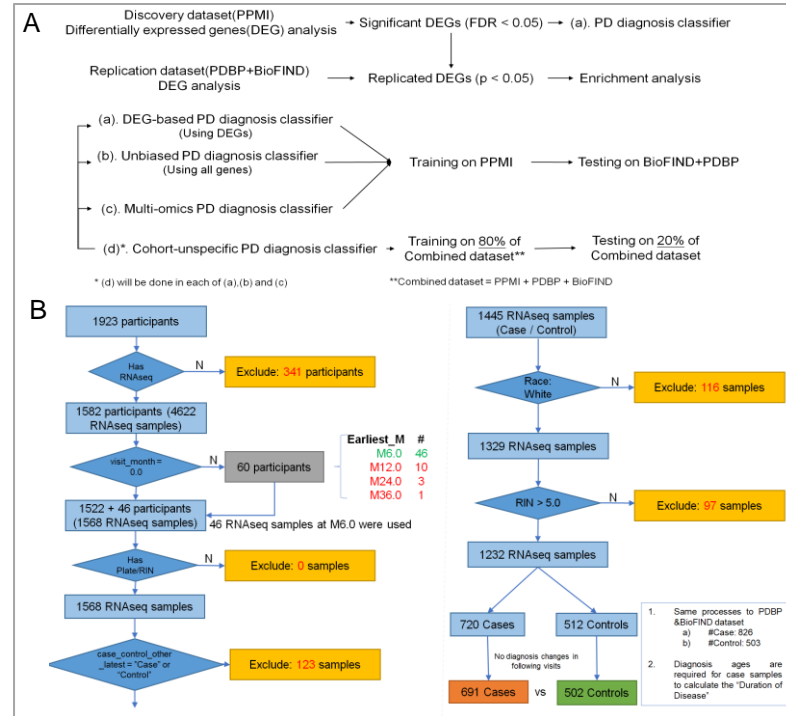 A
Discovery dataset(PPMI)
Differentially expressed genes(DEG) analysis
Significant DEGs (FDR < 0.05)
(a). PD diagnosis classifier
Replication dataset(PDBP+BioFIND)
DEG analysis
Replicated DEGs (p < 0.05)
Enrichment analysis
(a). DEG-based PD diagnosis classifier
(Using DEGs)
(b). Unbiased PD diagnosis classifier
(Using all genes)
Training on PPMI
Testing on BioFIND+PDBP
(c). Multi-omics PD diagnosis classifier
(d)*. Cohort-unspecific PD diagnosis classifier
Training on 80% of
Combined dataset**
Testing on 20% of
Combined dataset
* (d) will be done in each of (a),(b) and (c)
**Combined dataset = PPMI + PDBP + BioFIND
B
1923 participants
Has
RNAseq
N
Exclude: 341 participants
1582 participants (4622
RNAseq samples)
visit_month =
0.0
N
60 participants
Earliest_M #
M6.0 46
M12.0 10
M24.0 3
M36.0 1
1522 + 46 participants
(1568 RNAseq samples)
46 RNAseq samples at M6.0 were used
Has
Plate/RIN
N
Exclude: 0 samples
1568 RNAseq samples
case_control_other
_latest = "Case" or
"Control"
Exclude: 123 samples
1445 RNAseq samples
(Case / Control)
Race:
White
N
Exclude: 116 samples
1329 RNAseq samples
RIN > 5.0
N
Exclude: 97 samples
1232 RNAseq samples
720 Cases
512 Controls
No diagnosis changes in
following visits
691 Cases
vs
502 Controls
1. Same processes to PDBP
&BioFIND dataset
a) #Case: 826
b) #Control: 503
2. Diagnosis ages are
required for case samples
to calculate the "Duration of
Disease"